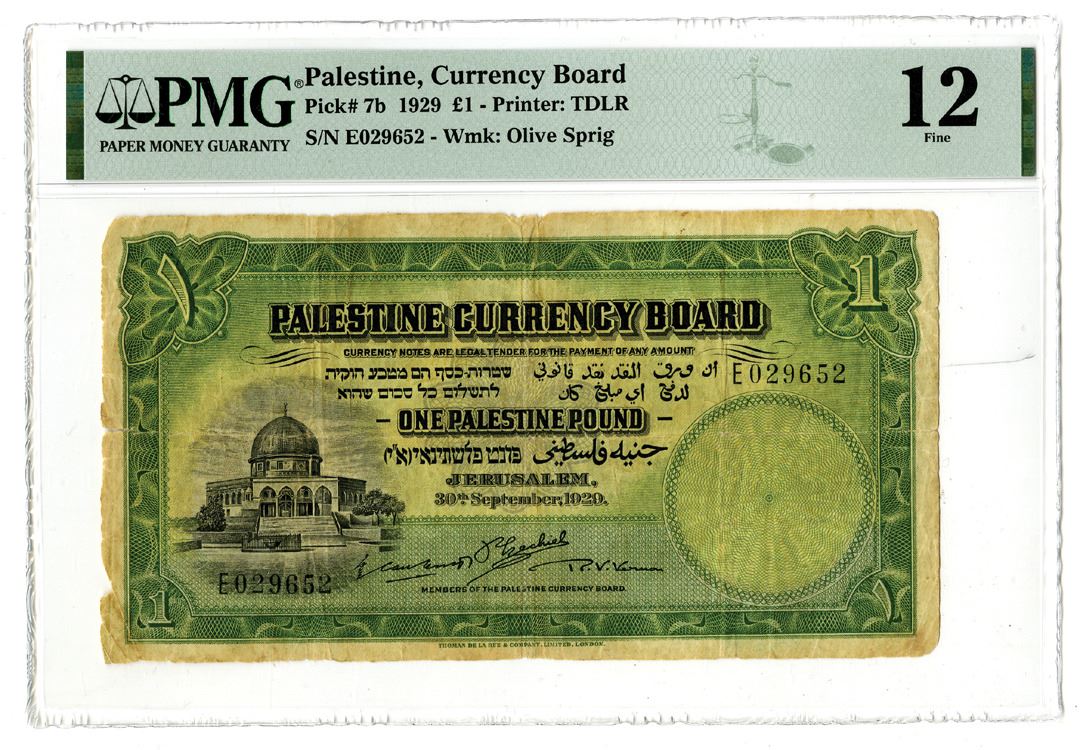 PMG®
PAPER MONEY GUARANTY
Palestine, Currency Board
Pick# 7b 1929 £1 - Printer: TDLR
S/N E029652 - Wmk: Olive Sprig
12
Fine
١
1
PALESTINE CURRENCY BOARD
CURRENCY NOTES ARE LEGAL TENDER FOR THE PAYMENT OF ANY AMOUNT
שטרות-כסף הם מטבע חוקית
לתשלום כל סכום שהוא
ان ورق النقد نقد قانوني
لدفع اي مبلغ كان
E029652
- ONE PALESTINE POUND -
פונט פלשתינאי(א״י)
جنيه فلسطيني
JERUSALEM,
30th September, 1929.
E029652
MEMBERS OF THE PALESTINE CURRENCY BOARD.
1
١
THOMAS DE LA RUE & COMPANY, LIMITED, LONDON.